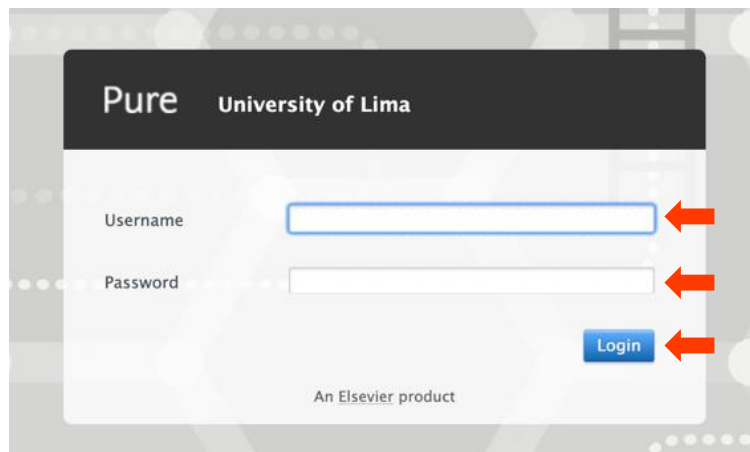 Pure University of Lima
Username
Password
Login
An Elsevier product